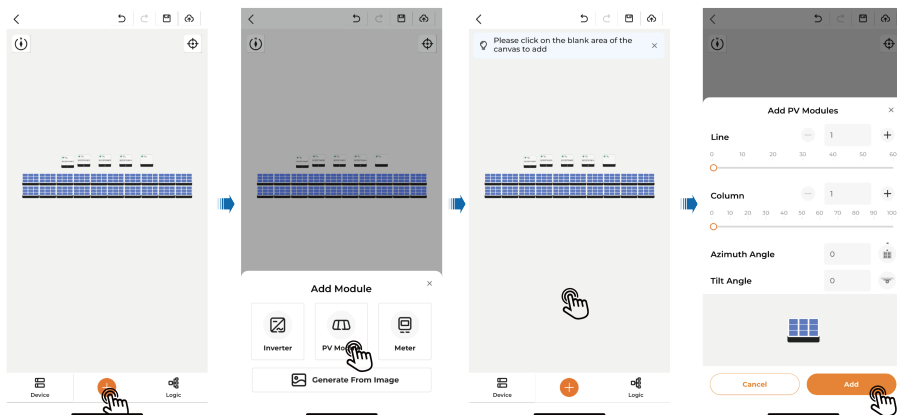 Device
Logic
Add Module
Inverter
PV Mo
Meter
Generate From Image
Please click on the blank area of the
canvas to add
Device
Logic
Add PV Modules
Line
1
0 10 20 30 40 50 60
Column
1
0 10 20 30 40 50 60 70 80 90 100
Azimuth Angle
0
Tilt Angle
0
Cancel
Add